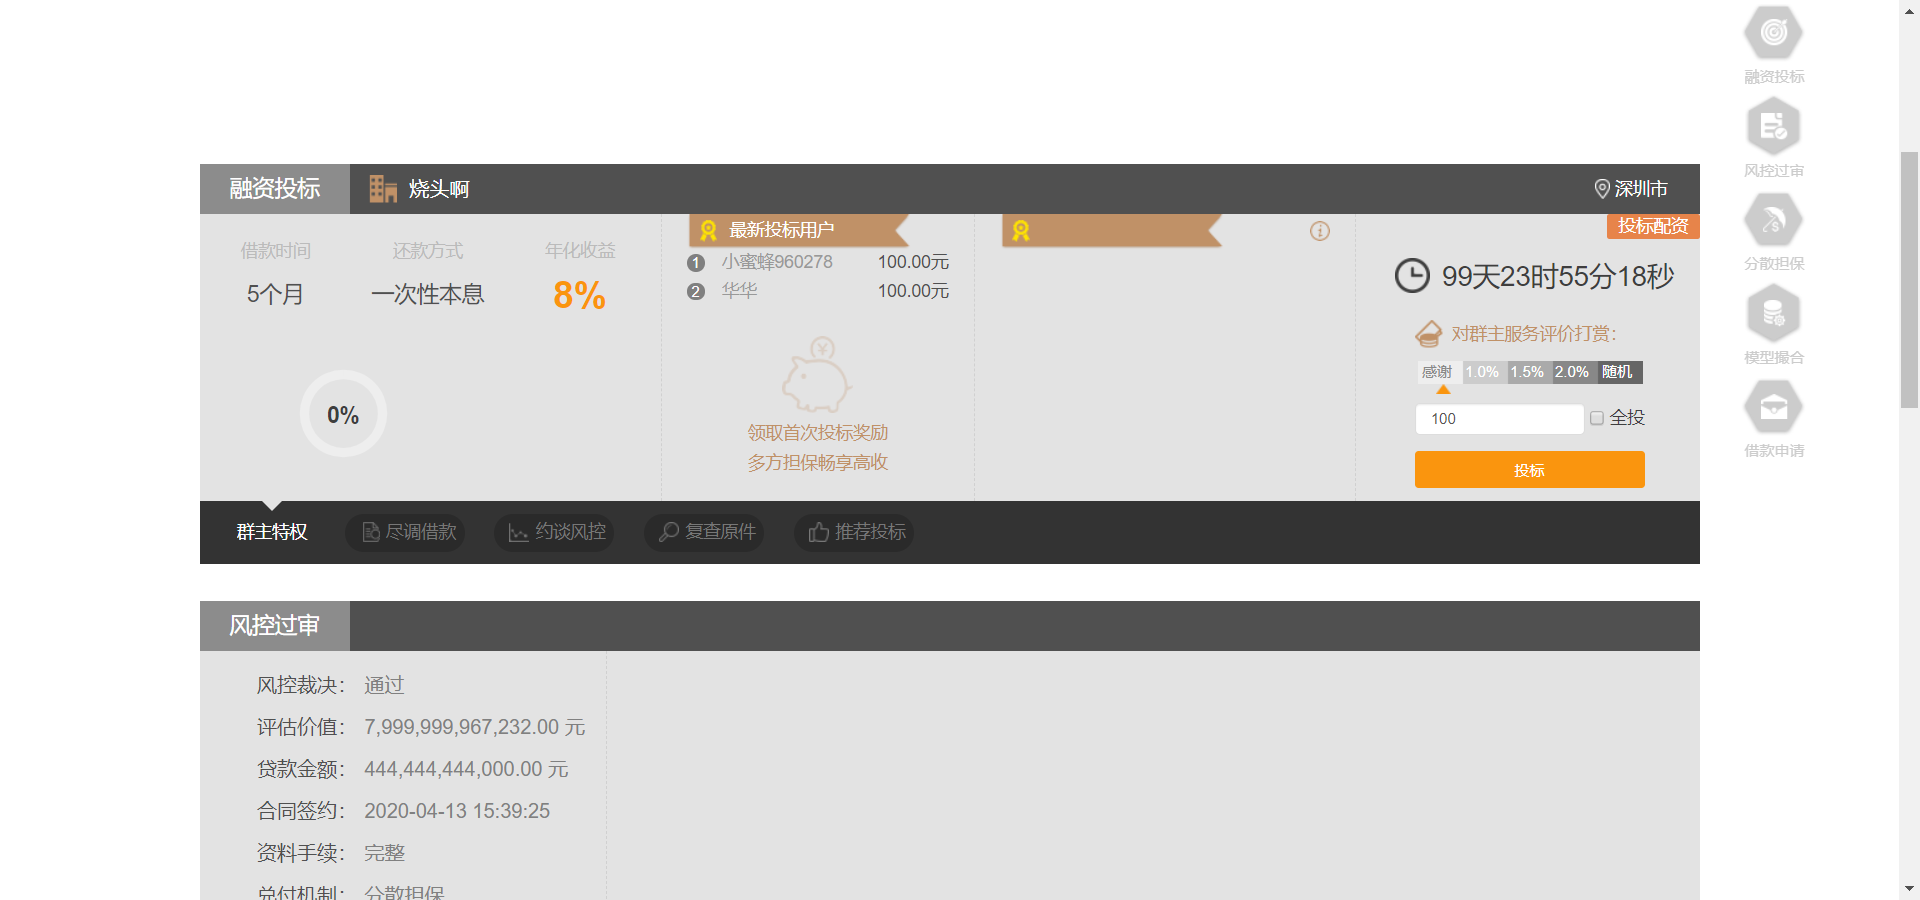 融资投标
烧头啊
深圳市
借款时间
还款方式
年化收益
5个月
一次性本息
8%
0%
最新投标用户
1 小蜜蜂960278 100.00元
2 华华 100.00元
¥
领取首次投标奖励
多方担保畅享高收
投标配资
99天23时55分18秒
对群主服务评价打赏:
感谢 1.0% 1.5% 2.0% 随机
100
全投
投标
群主特权
尽调借款
约谈风控
复查原件
推荐投标
风控过审
风控裁决: 通过
评估价值: 7,999,999,967,232.00 元
贷款金额: 444,444,444,000.00 元
合同签约: 2020-04-13 15:39:25
资料手续: 完整
兑付机制: 分散担保
融资投标
风控过审
分散担保
模型撮合
借款申请